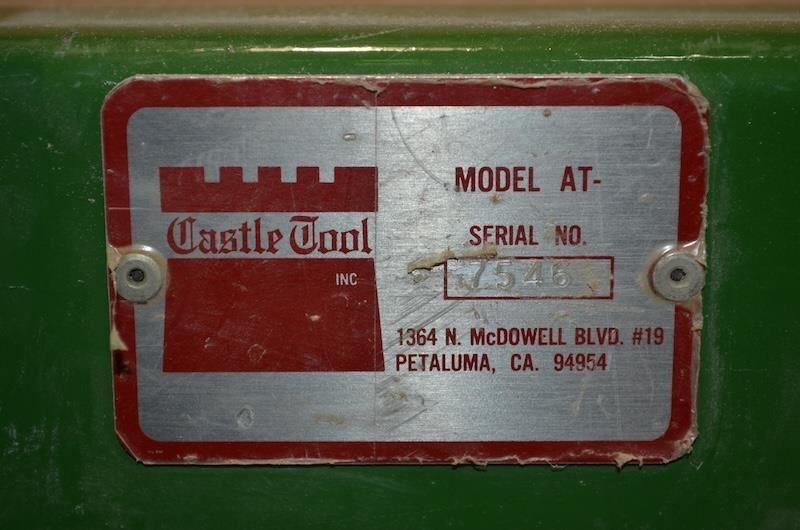 Castle Tool
INC
MODEL AT-
SERIAL NO.
7546
1364 N. McDOWELL BLVD. #19
PETALUMA, CA. 94954